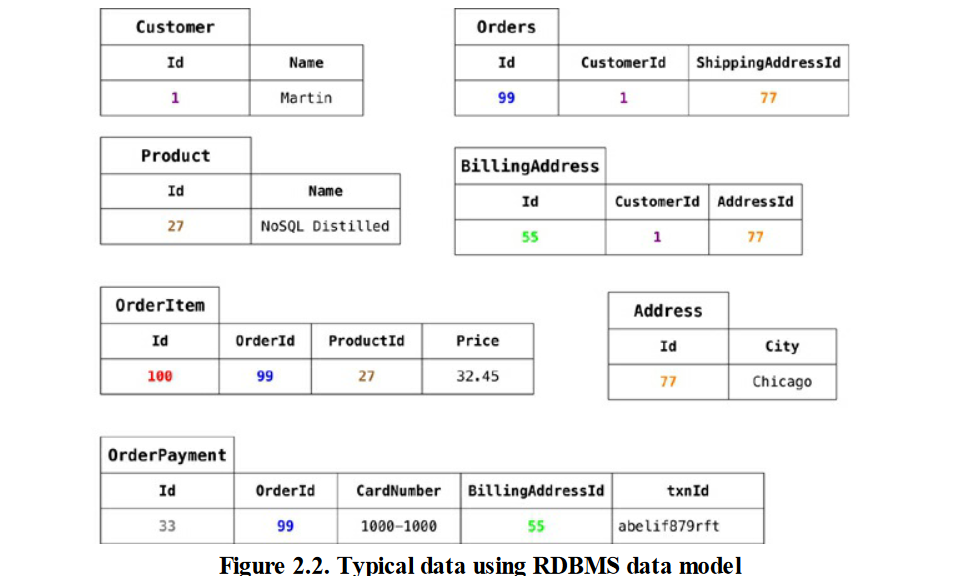 Customer
Id Name
1 Martin
Orders
Id CustomerId ShippingAddressId
99 1 77
Product
Id Name
27 NoSQL Distilled
BillingAddress
Id CustomerId AddressId
55 1 77
OrderItem
Id OrderId ProductId Price
100 99 27 32.45
Address
Id City
77 Chicago
OrderPayment
Id OrderId CardNumber BillingAddressId txnId
33 99 1000-1000 55 abelif879rft
Figure 2.2. Typical data using RDBMS data model